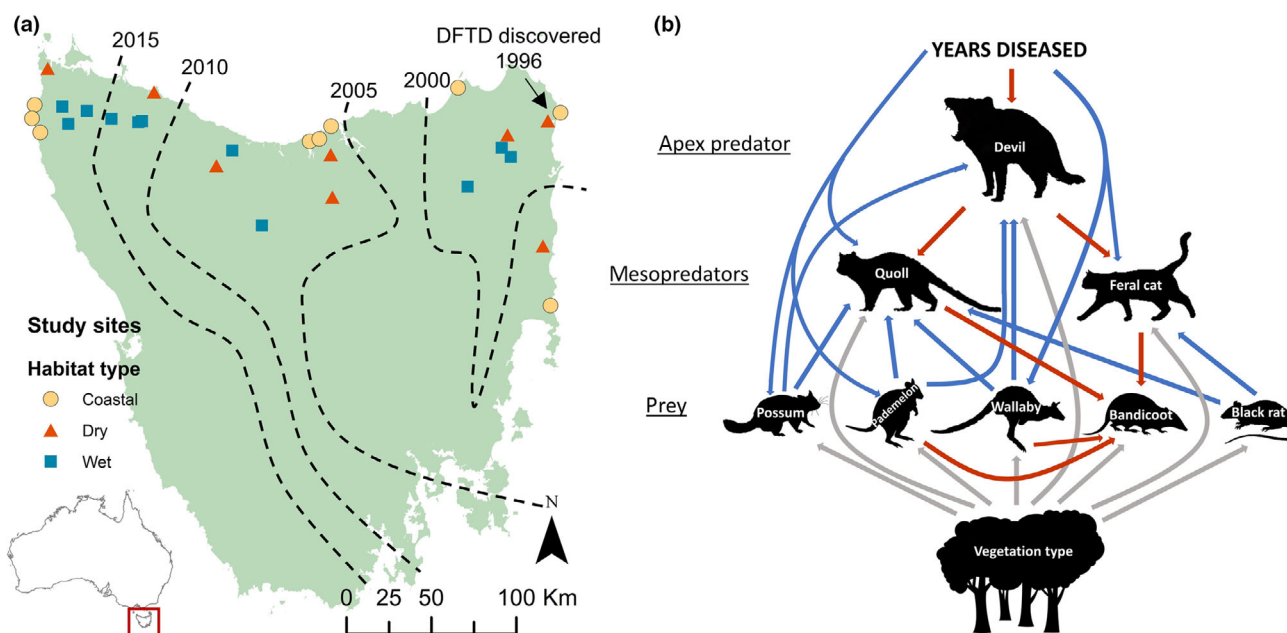 (a)
2015
2010
2005
2000
DFTD discovered
1996
Study sites
Habitat type
Coastal
Dry
Wet
N
0 25 50 100 Km
(b)
YEARS DISEASED
Apex predator
Devil
Mesopredators
Quoll
Feral cat
Prey
Possum
Pademelon
Wallaby
Bandicoot
Black rat
Vegetation type